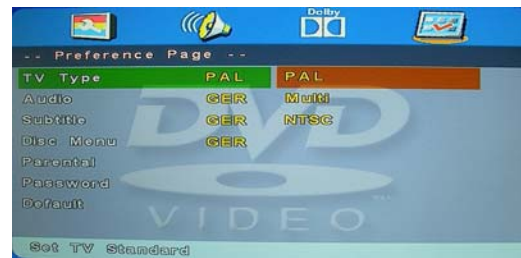 Dolby
-- Preference Page --
TV Type PAL PAL
Audio GER Multi
Subtitle GER NTSC
Disc Menu GER
Parental
Password
Default
DVD
VIDEO
TM
Set TV Standard